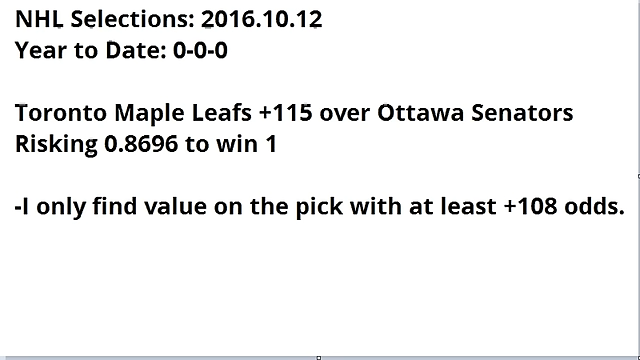 NHL Selections: 2016.10.12
Year to Date: 0-0-0
Toronto Maple Leafs +115 over Ottawa Senators
Risking 0.8696 to win 1
-I only find value on the pick with at least +108 odds.